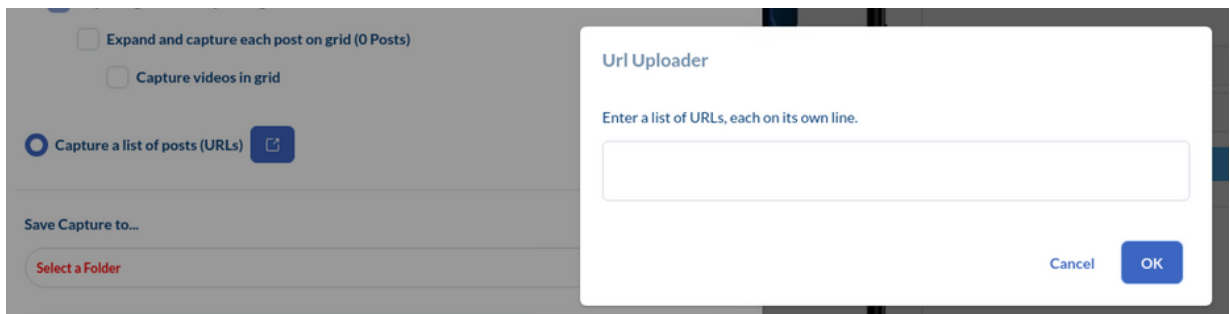 Expand and capture each post on grid (0 Posts)
Capture videos in grid
Capture a list of posts (URLs)
Save Capture to...
Select a Folder
Url Uploader
Enter a list of URLs, each on its own line.
Cancel
OK